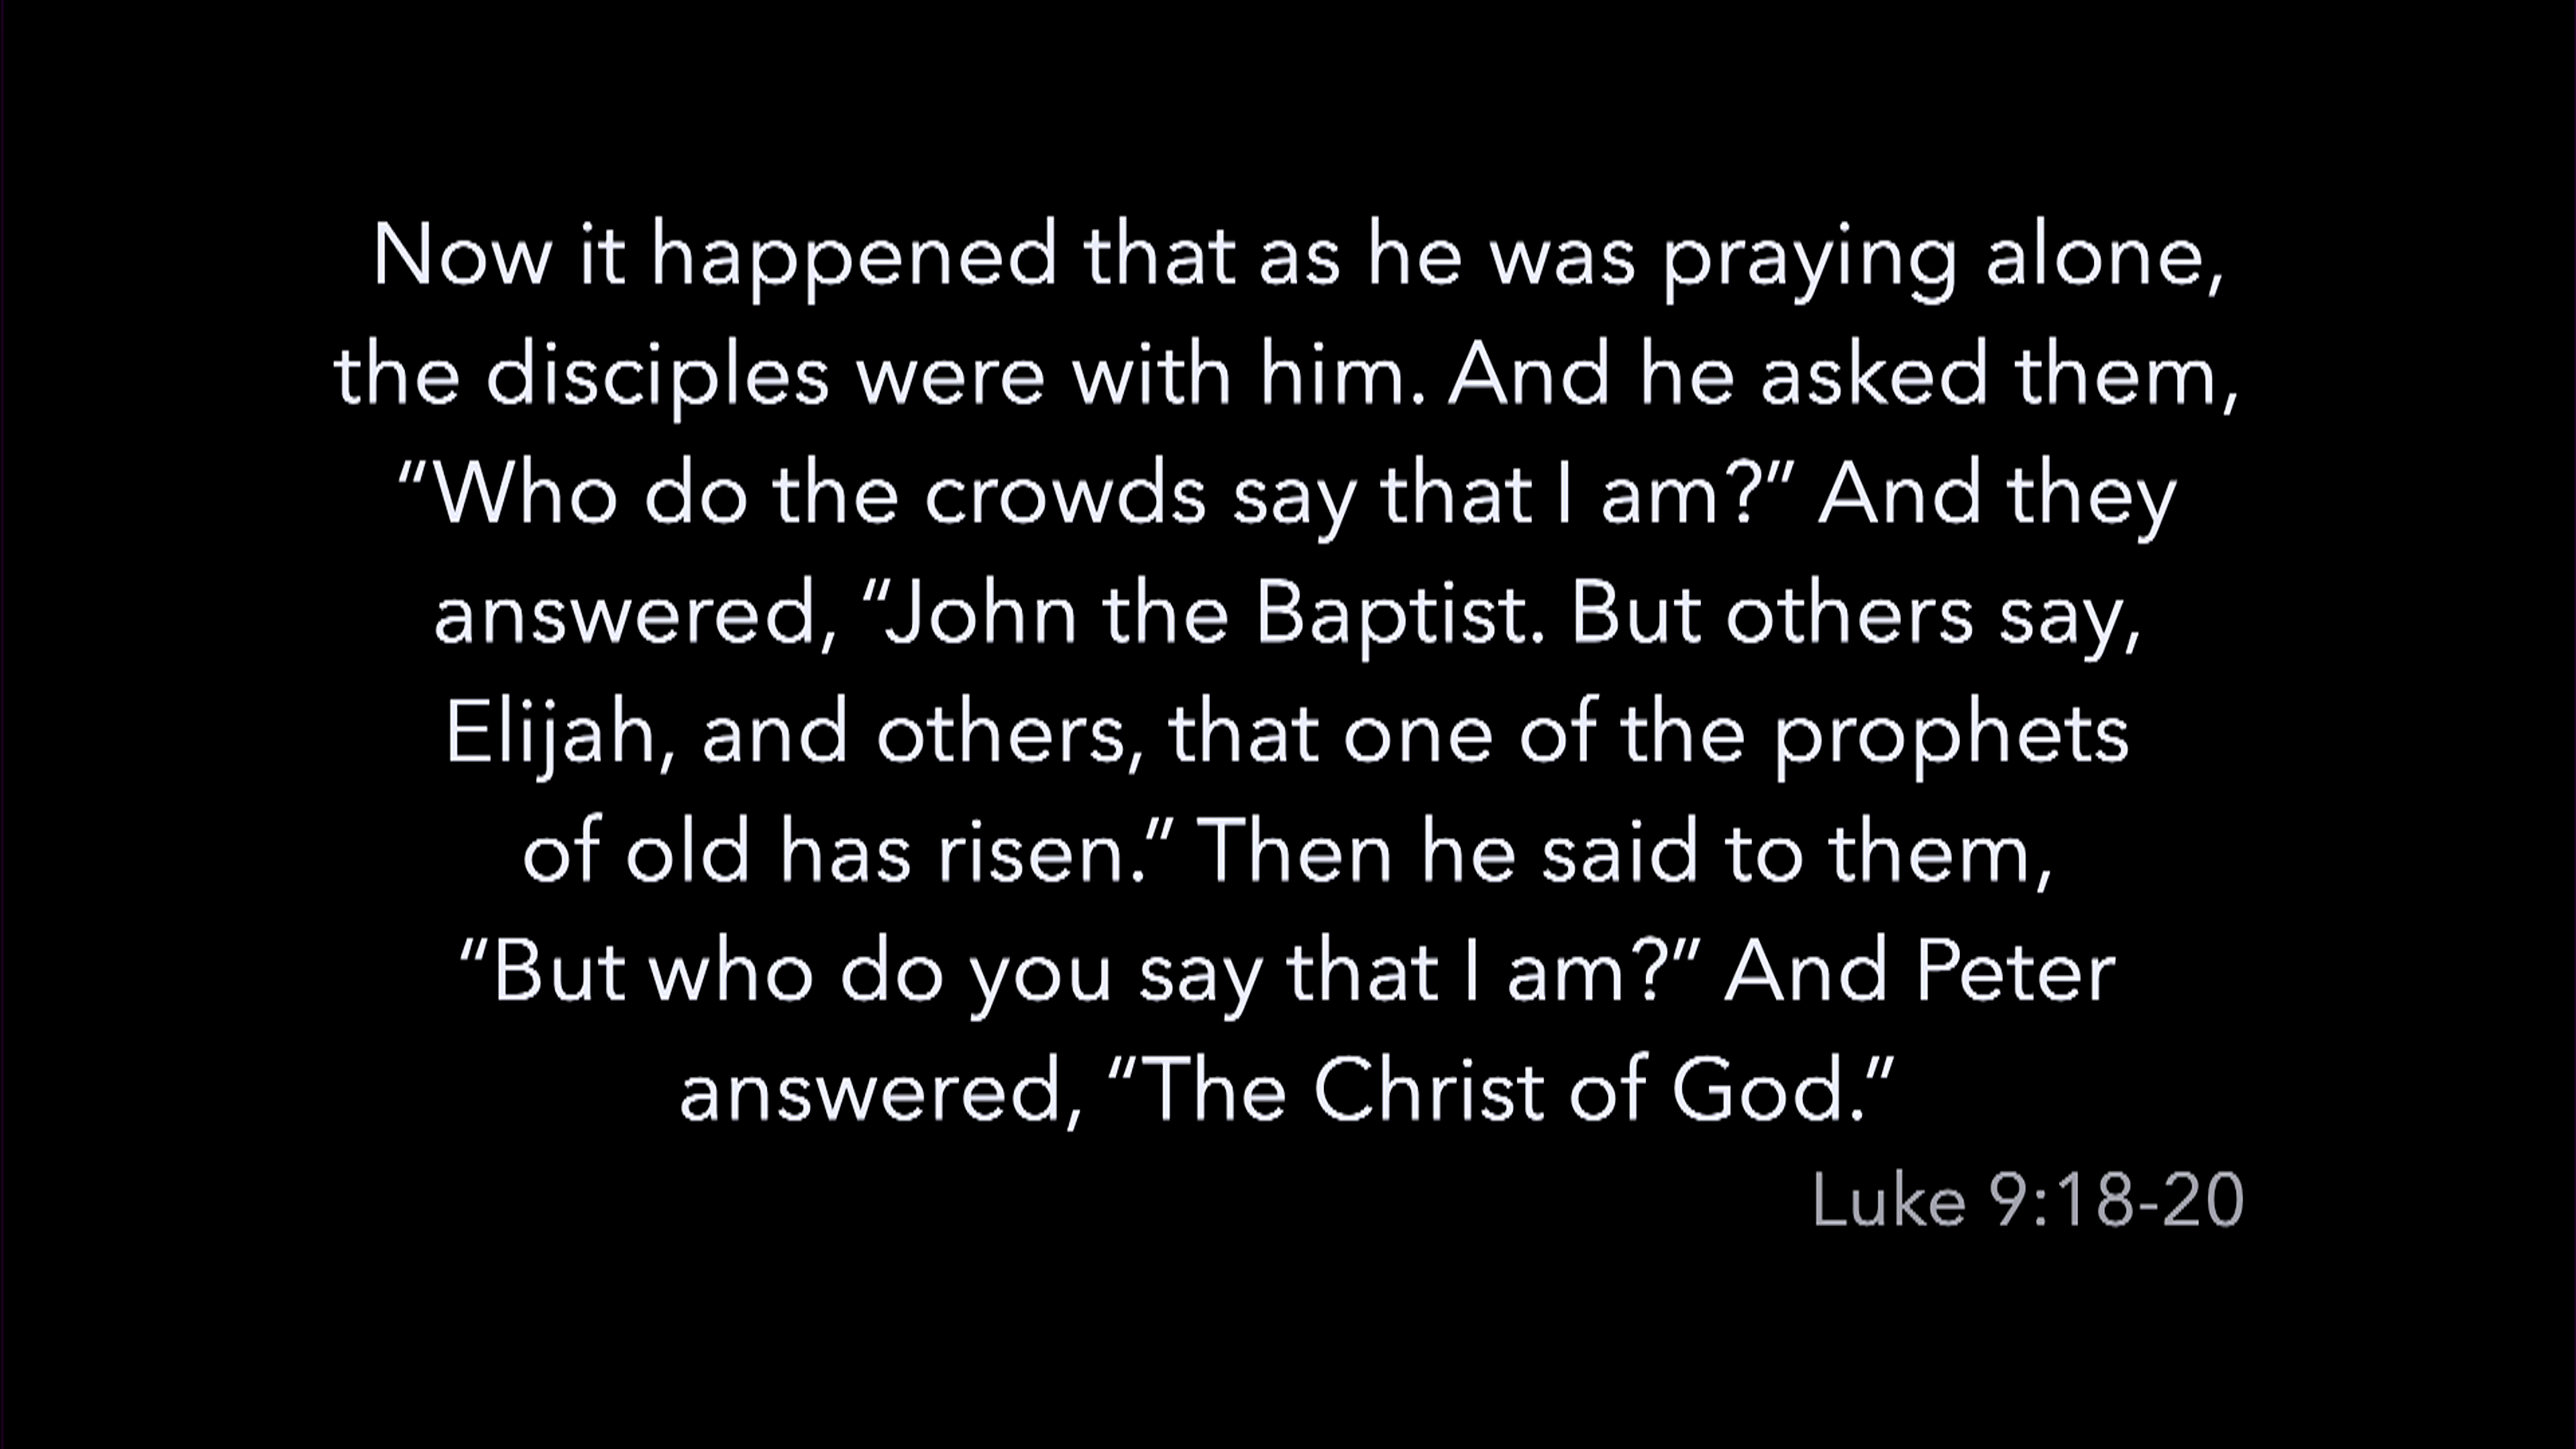 Now it happened that as he was praying alone,
the disciples were with him. And he asked them,
“Who do the crowds say that I am?” And they
answered, “John the Baptist. But others say,
Elijah, and others, that one of the prophets
of old has risen.” Then he said to them,
“But who do you say that I am?” And Peter
answered, “The Christ of God.”
Luke 9:18-20